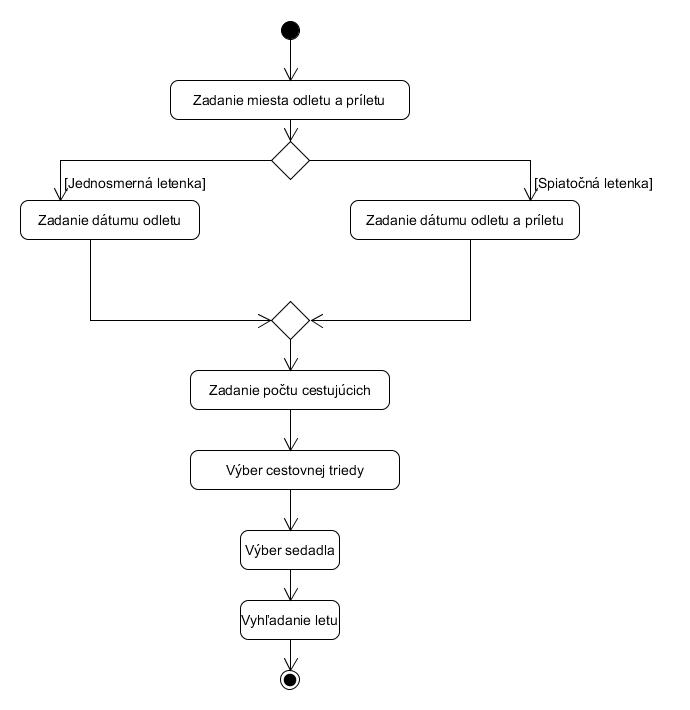 Zadanie miesta odletu a príletu
[Jednosmerná letenka]
[Spiatočná letenka]
Zadanie dátumu odletu
Zadanie dátumu odletu a príletu
Zadanie počtu cestujúcich
Výber cestovnej triedy
Výber sedadla
Vyhľadanie letu